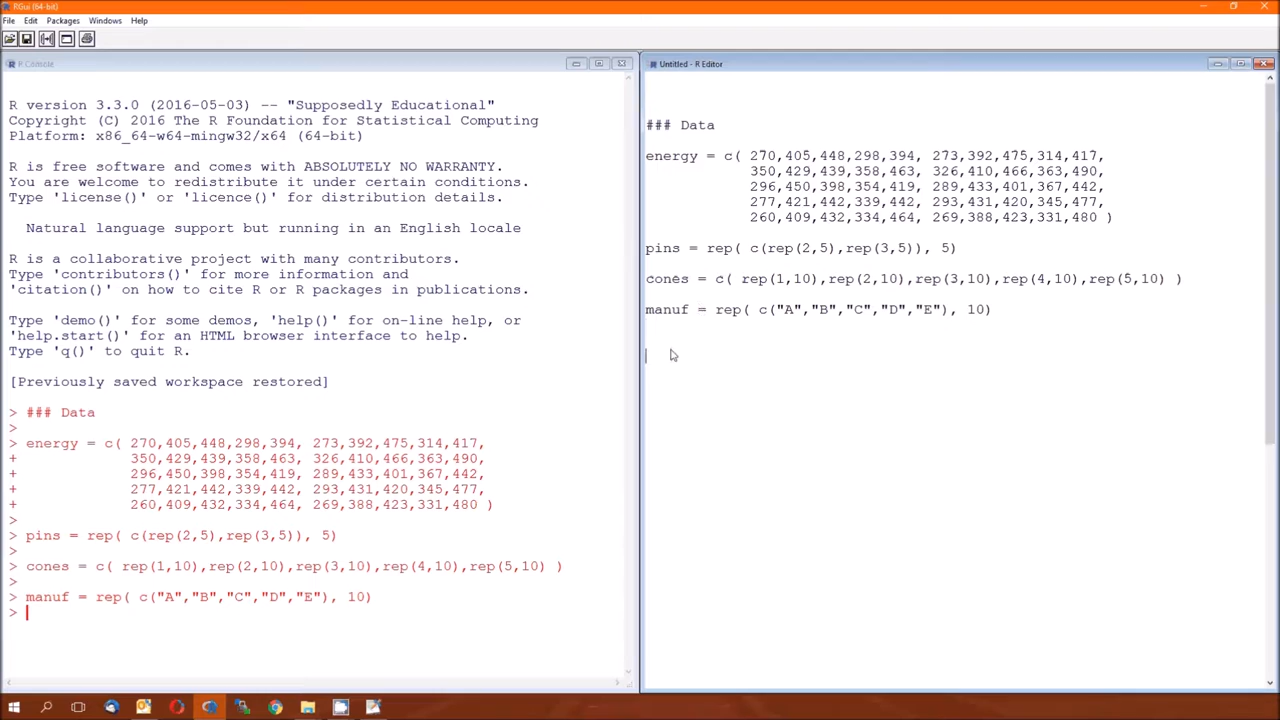 RGui (64-bit)
File Edit Packages Windows Help
R Console
R version 3.3.0 (2016-05-03) -- "Supposedly Educational"
Copyright (C) 2016 The R Foundation for Statistical Computing
Platform: x86_64-w64-mingw32/x64 (64-bit)
R is free software and comes with ABSOLUTELY NO WARRANTY.
You are welcome to redistribute it under certain conditions.
Type 'license()' or 'licence()' for distribution details.
Natural language support but running in an English locale
R is a collaborative project with many contributors.
Type 'contributors()' for more information and
'citation()' on how to cite R or R packages in publications.
Type 'demo()' for some demos, 'help()' for on-line help, or
'help.start()' for an HTML browser interface to help.
Type 'q()' to quit R.
[Previously saved workspace restored]
> ### Data
>
> energy = c( 270,405,448,298,394, 273,392,475,314,417,
+ 350,429,439,358,463, 326,410,466,363,490,
+ 296,450,398,354,419, 289,433,401,367,442,
+ 277,421,442,339,442, 293,431,420,345,477,
+ 260,409,432,334,464, 269,388,423,331,480 )
>
> pins = rep( c(rep(2,5),rep(3,5)), 5)
>
> cones = c( rep(1,10),rep(2,10),rep(3,10),rep(4,10),rep(5,10) )
>
> manuf = rep( c("A","B","C","D","E"), 10)
>
Untitled - R Editor
### Data
energy = c( 270,405,448,298,394, 273,392,475,314,417,
350,429,439,358,463, 326,410,466,363,490,
296,450,398,354,419, 289,433,401,367,442,
277,421,442,339,442, 293,431,420,345,477,
260,409,432,334,464, 269,388,423,331,480 )
pins = rep( c(rep(2,5),rep(3,5)), 5)
cones = c( rep(1,10),rep(2,10),rep(3,10),rep(4,10),rep(5,10) )
manuf = rep( c("A","B","C","D","E"), 10)